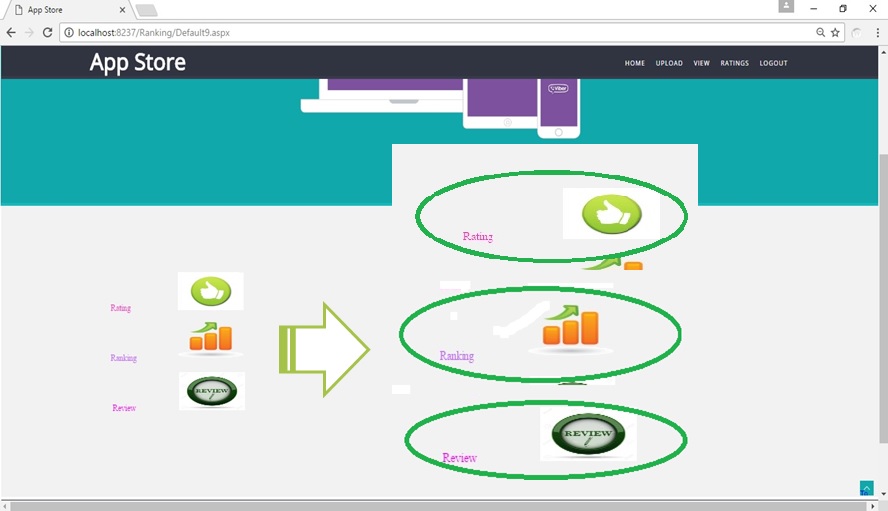 App Store
localhost:8237/Ranking/Default9.aspx
App Store
HOME UPLOAD VIEW RATINGS LOGOUT
Viber
Rating
Ranking
Review
REVIEW
Rating
Ranking
Review
REVIEW